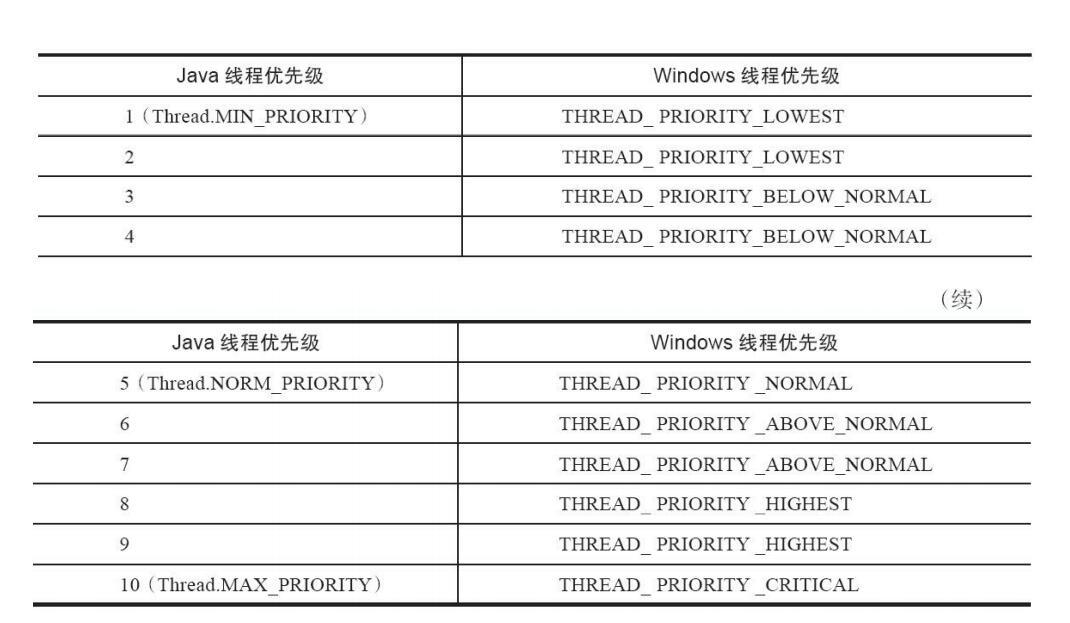 Java 线程优先级 Windows 线程优先级
1（Thread.MIN_PRIORITY） THREAD_ PRIORITY_LOWEST
2 THREAD_ PRIORITY_LOWEST
3 THREAD_ PRIORITY_BELOW_NORMAL
4 THREAD_ PRIORITY_BELOW_NORMAL
（续）
Java 线程优先级 Windows 线程优先级
5（Thread.NORM_PRIORITY） THREAD_ PRIORITY _NORMAL
6 THREAD_ PRIORITY _ABOVE_NORMAL
7 THREAD_ PRIORITY _ABOVE_NORMAL
8 THREAD_ PRIORITY _HIGHEST
9 THREAD_ PRIORITY _HIGHEST
10（Thread.MAX_PRIORITY） THREAD_ PRIORITY _CRITICAL